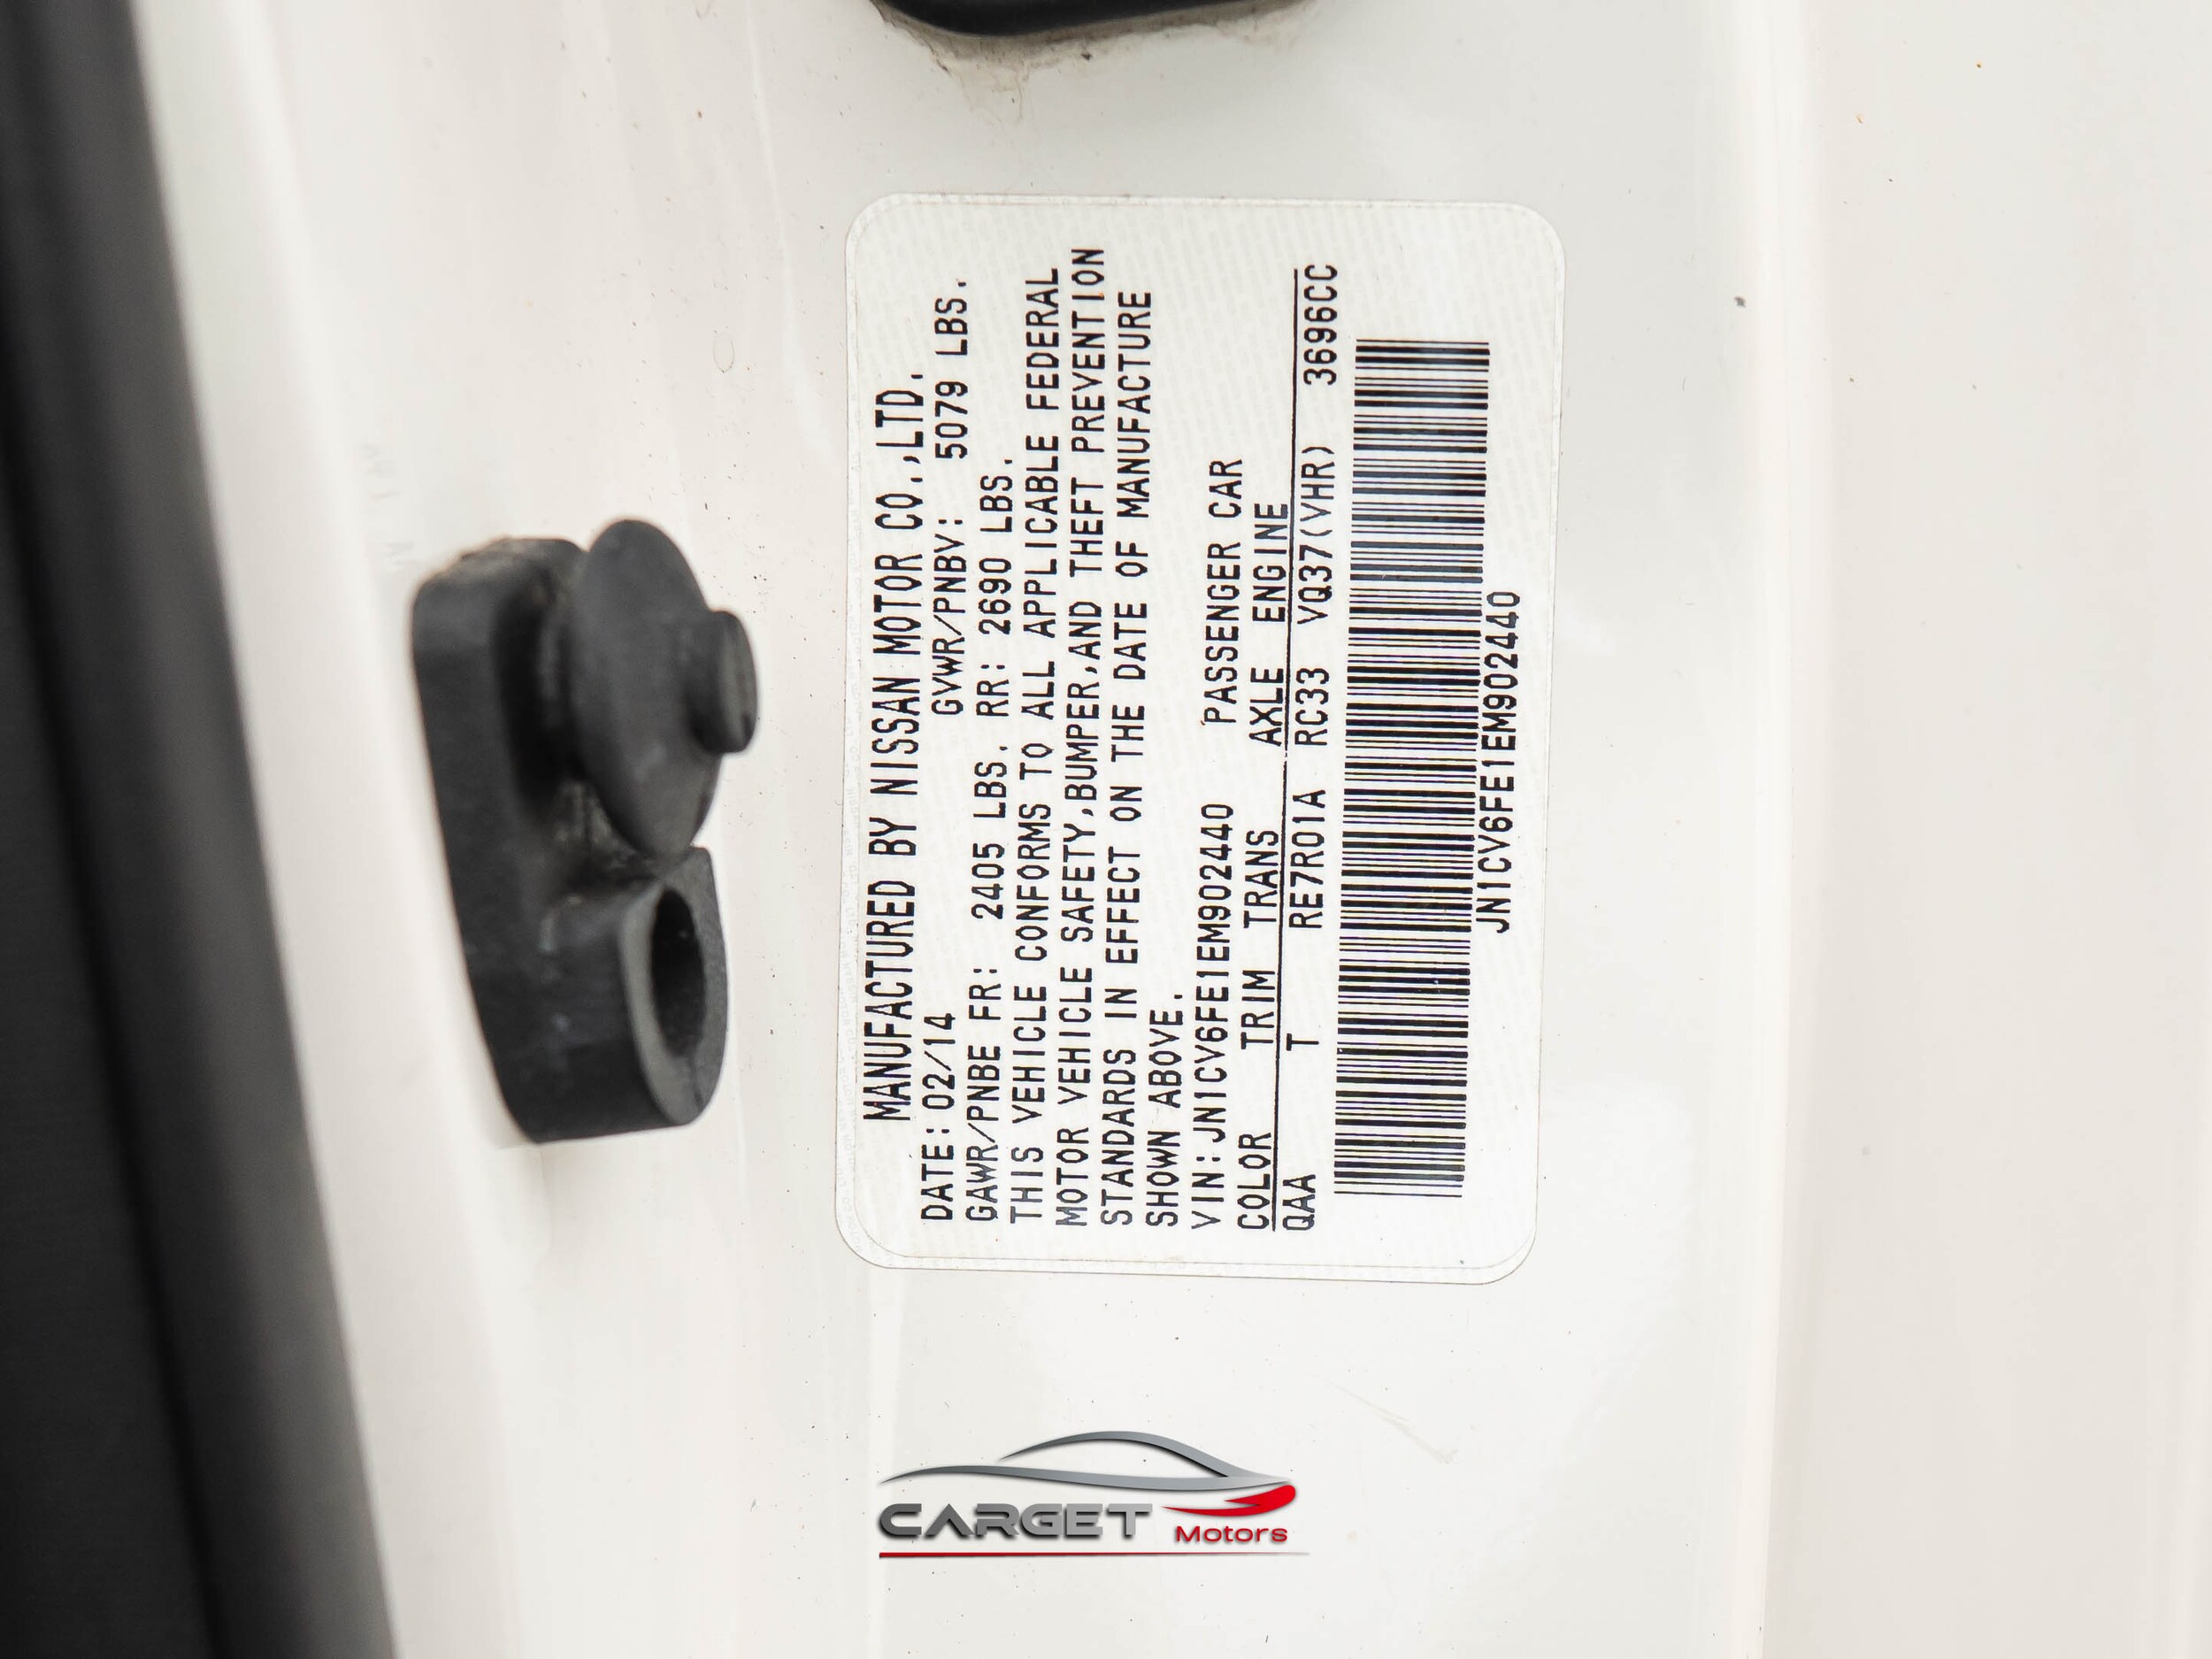 MANUFACTURED BY NISSAN MOTOR CO.,LTD.
DATE:02/14 GVWR/PNBV: 5079 LBS.
GAWR/PNBE FR: 2405 LBS. RR: 2690 LBS.
THIS VEHICLE CONFORMS TO ALL APPLICABLE FEDERAL
MOTOR VEHICLE SAFETY,BUMPER,AND THEFT PREVENTION
STANDARDS IN EFFECT ON THE DATE OF MANUFACTURE
SHOWN ABOVE.
VIN:JN1CV6FE1EM902440 PASSENGER CAR
COLOR TRIM TRANS AXLE ENGINE
QAA T RE7R01A RC33 VQ37(VHR) 3696CC
JN1CV6FE1EM902440
CARGET
Motors